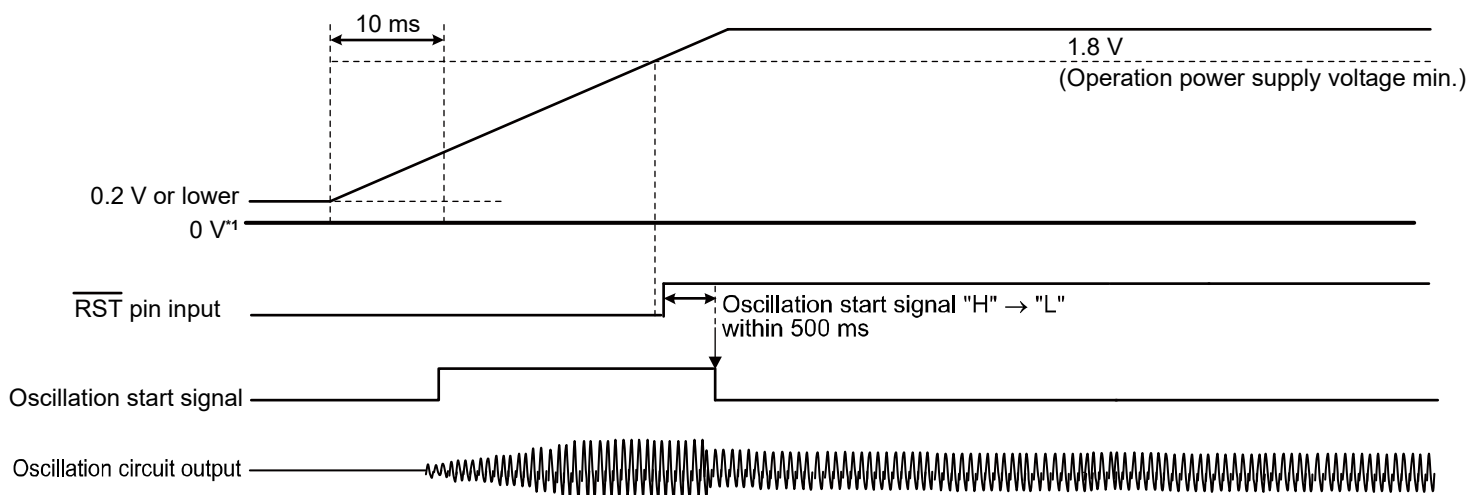 10 ms
1.8 V
(Operation power supply voltage min.)
0.2 V or lower
0 V*1
RST pin input
Oscillation start signal "H" → "L"
within 500 ms
Oscillation start signal
Oscillation circuit output